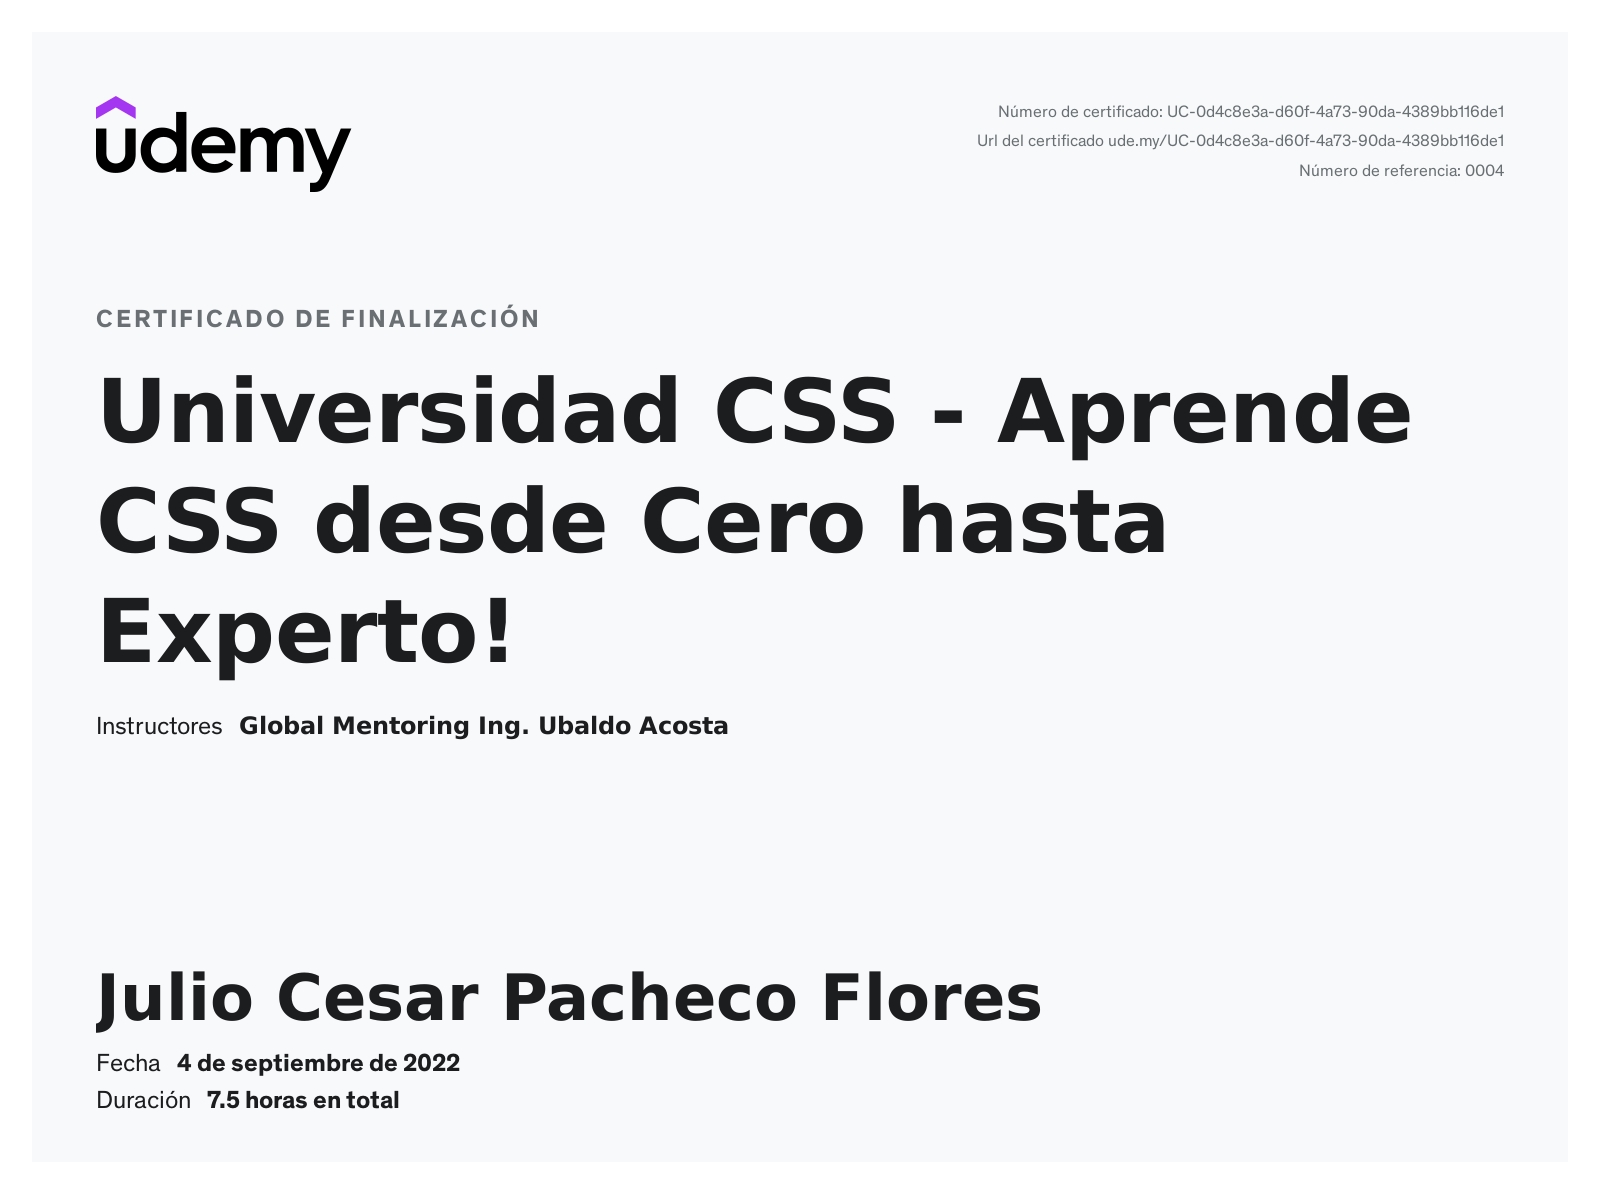 udemy
Número de certificado: UC-0d4c8e3a-d60f-4a73-90da-4389bb116de1
Url del certificado ude.my/UC-0d4c8e3a-d60f-4a73-90da-4389bb116de1
Número de referencia: 0004
CERTIFICADO DE FINALIZACIÓN
Universidad CSS - Aprende
CSS desde Cero hasta
Experto!
Instructores Global Mentoring Ing. Ubaldo Acosta
Julio Cesar Pacheco Flores
Fecha 4 de septiembre de 2022
Duración 7.5 horas en total